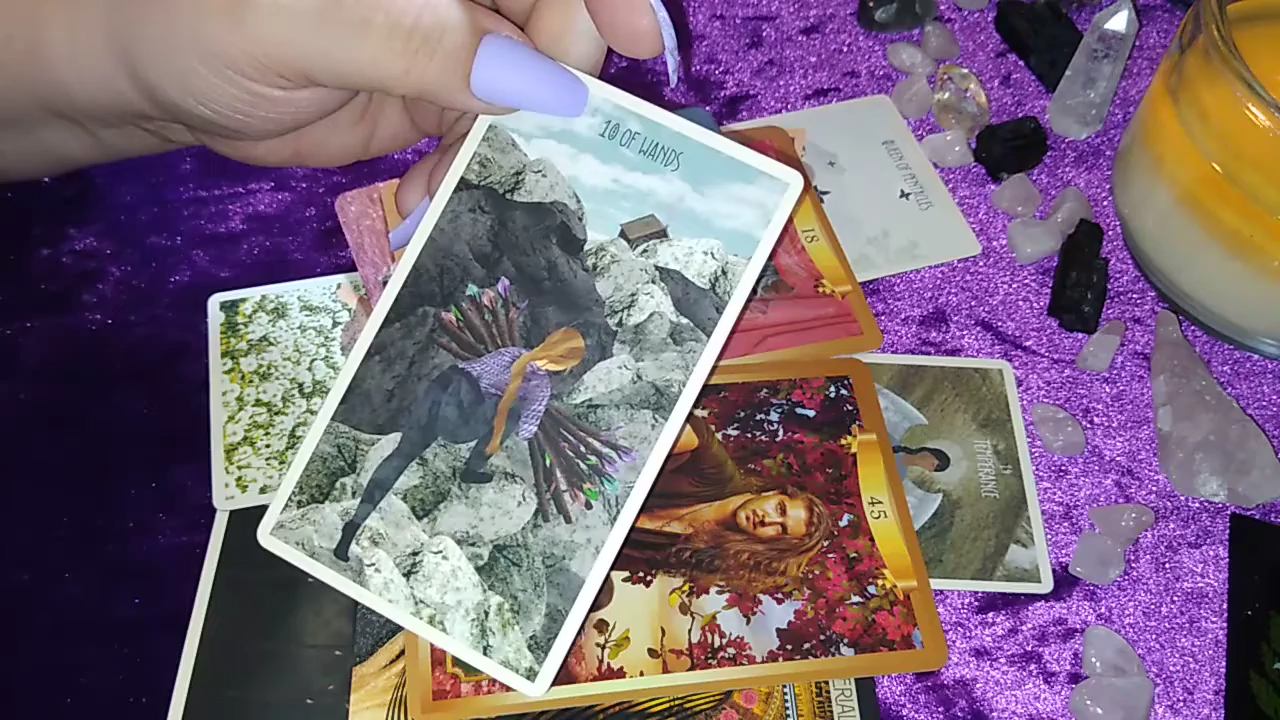 10 OF WANDS
QUEEN OF PENTACLES
18
45
TEMPERANCE